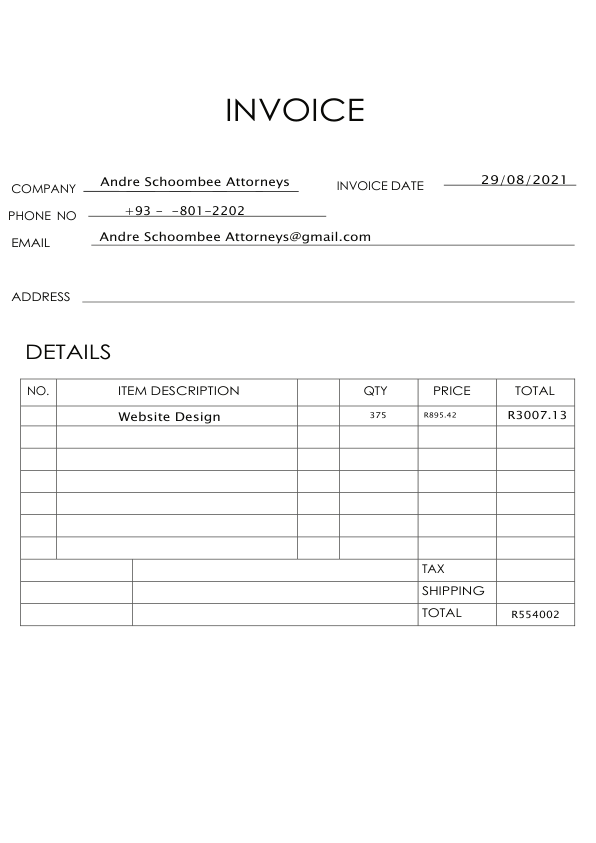 INVOICE
COMPANY Andre Schoombee Attorneys INVOICE DATE 29/08/2021
PHONE NO +93 - -801-2202
EMAIL Andre Schoombee Attorneys@gmail.com
ADDRESS
DETAILS
NO. ITEM DESCRIPTION QTY PRICE TOTAL
Website Design 375 R895.42 R3007.13
TAX
SHIPPING
TOTAL R554002